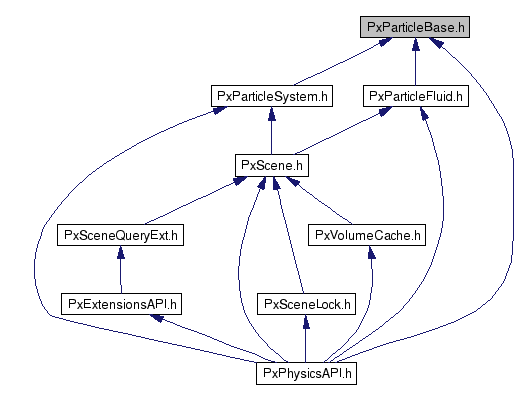 PxParticleBase.h
PxParticleSystem.h
PxParticleFluid.h
PxScene.h
PxSceneQueryExt.h
PxVolumeCache.h
PxExtensionsAPI.h
PxSceneLock.h
PxPhysicsAPI.h